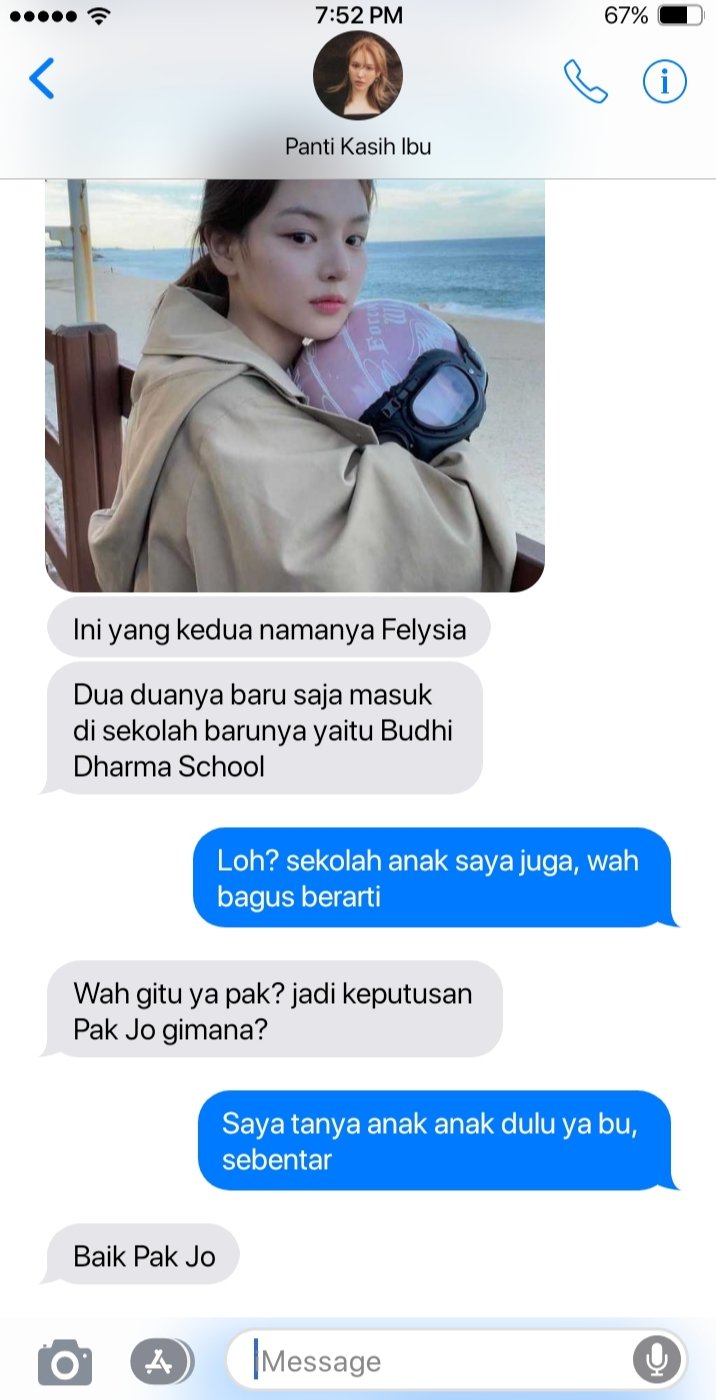 7:52 PM
67%
Panti Kasih Ibu
Ini yang kedua namanya Felysia
Dua duanya baru saja masuk
di sekolah barunya yaitu Budhi
Dharma School
Loh? sekolah anak saya juga, wah
bagus berarti
Wah gitu ya pak? jadi keputusan
Pak Jo gimana?
Saya tanya anak anak dulu ya bu,
sebentar
Baik Pak Jo
Message